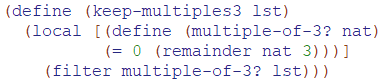 (define (keep-multiples3 lst)
(local [(define (multiple-of-3? nat)
(= 0 (remainder nat 3)))]
(filter multiple-of-3? lst)))